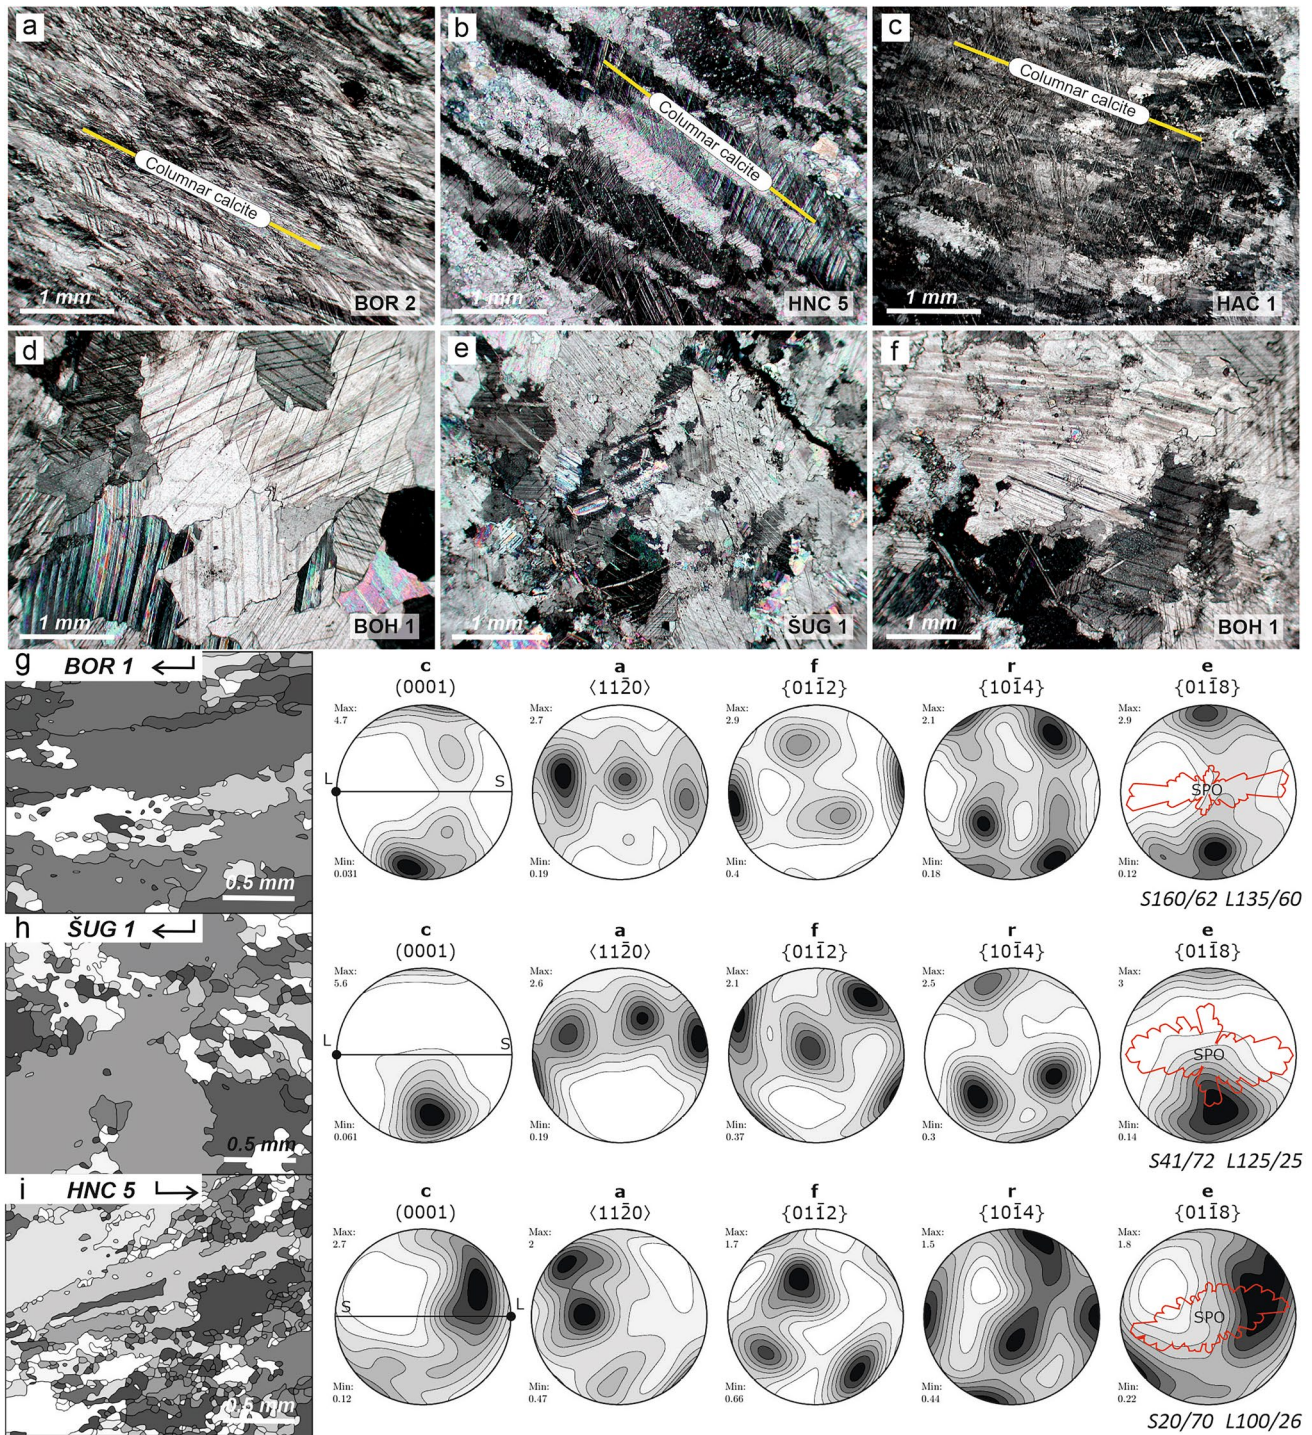 a
Columnar calcite
1 mm
BOR 2
b
Columnar calcite
1 mm
HNC 5
c
Columnar calcite
1 mm
HAČ 1
d
1 mm
BOH 1
e
1 mm
ŠUG 1
f
BOH 1
g
BOR 1
0.5 mm
c
(0001)
Max:
4.7
L
S
Min:
0.031
a
⟨112̄0⟩
Max:
2.7
Min:
0.19
f
{011̄2}
Max:
2.9
Min:
0.4
r
{101̄4}
Max:
2.1
Min:
0.18
e
{011̄8}
Max:
2.9
SPO
Min:
0.12
S160/62 L135/60
h
ŠUG 1
0.5 mm
c
(0001)
Max:
5.6
L
S
Min:
0.061
a
⟨112̄0⟩
Max:
2.6
Min:
0.19
f
{011̄2}
Max:
2.1
Min:
0.37
r
{101̄4}
Max:
2.5
Min:
0.3
e
{011̄8}
Max:
3
SPO
Min:
0.14
S41/72 L125/25
i
HNC 5
0.5 mm
c
(0001)
Max:
2.7
S
L
Min:
0.12
a
⟨112̄0⟩
Max:
2
Min:
0.47
f
{011̄2}
Max:
1.7
Min:
0.66
r
{101̄4}
Max:
1.5
Min:
0.44
e
{011̄8}
Max:
1.8
SPO
Min:
0.22
S20/70 L100/26